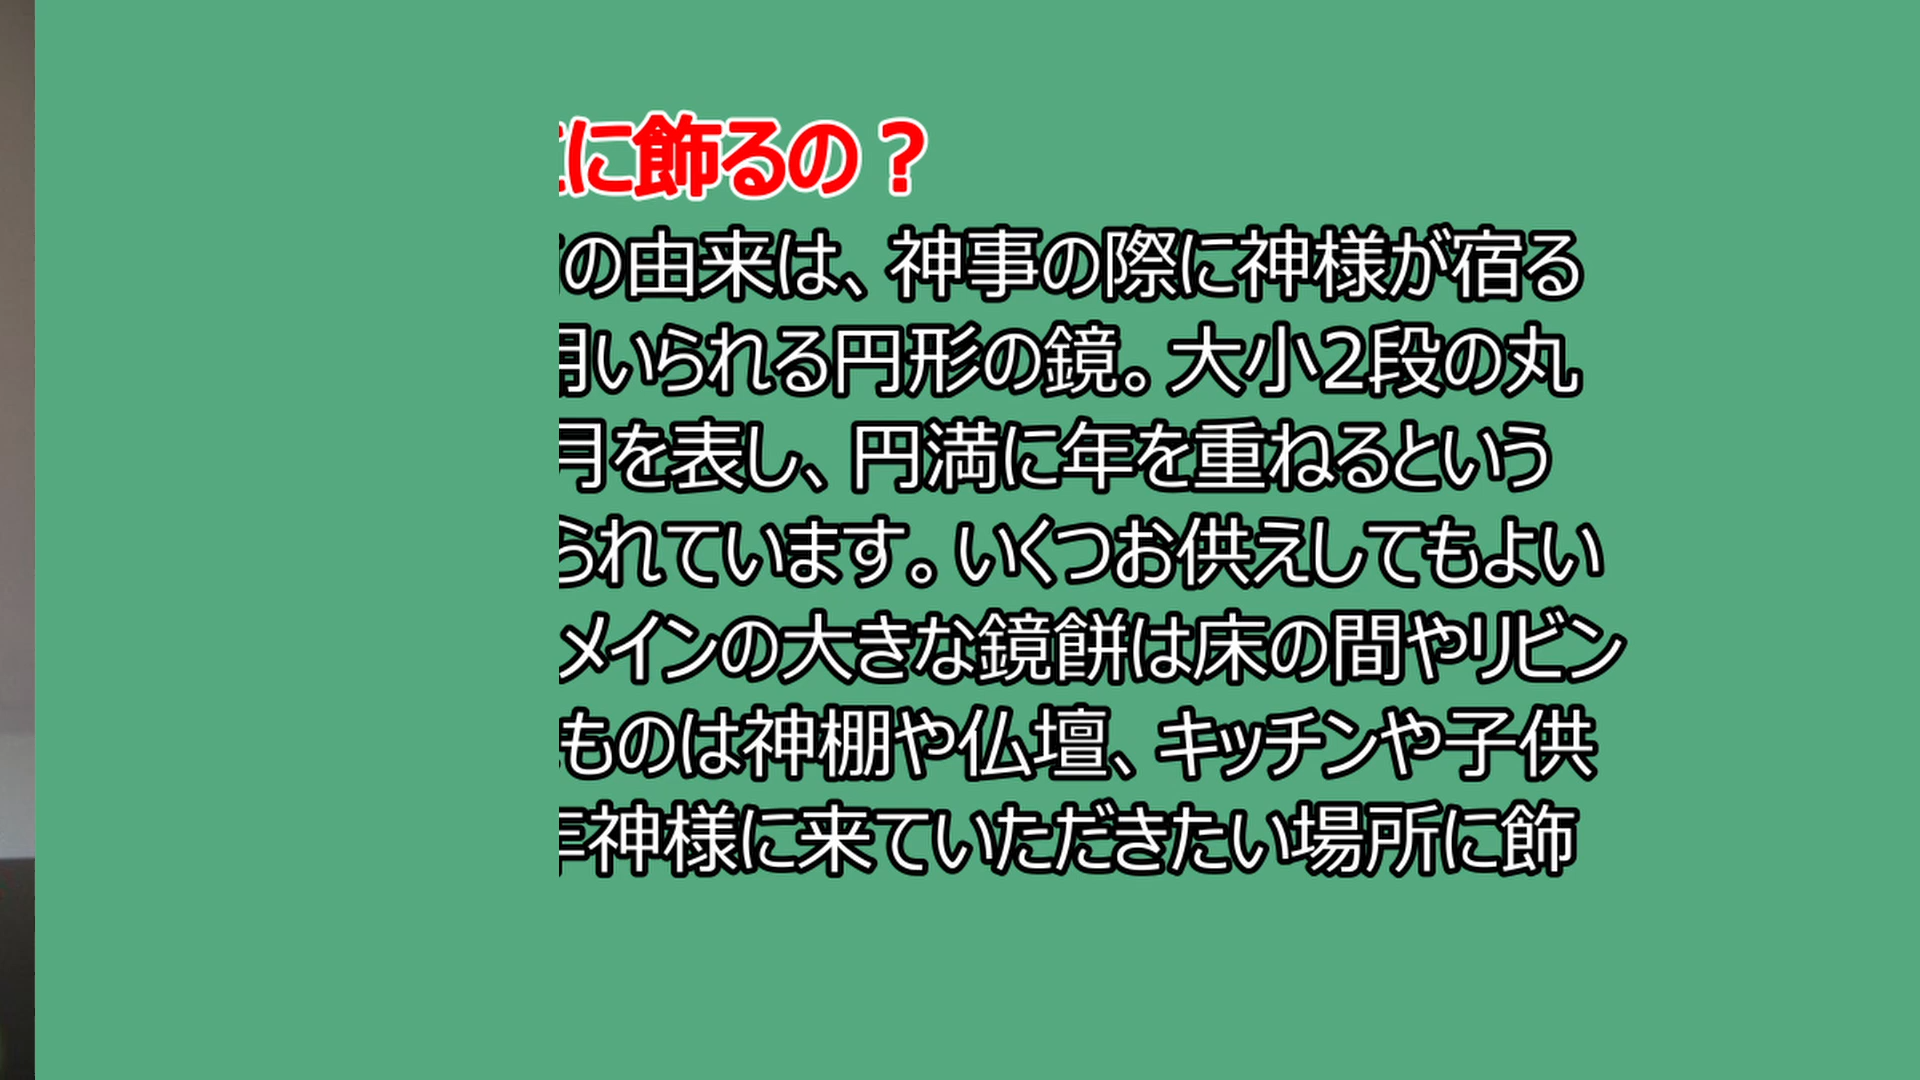 に飾るの？
の由来は、神事の際に神様が宿る
いられる円形の鏡。大小2段の丸
月を表し、円満に年を重ねるという
られています。いくつお供えしてもよい
メインの大きな鏡餅は床の間やリビン
ものは神棚や仏壇、キッチンや子供
神様に来ていただきたい場所に飾